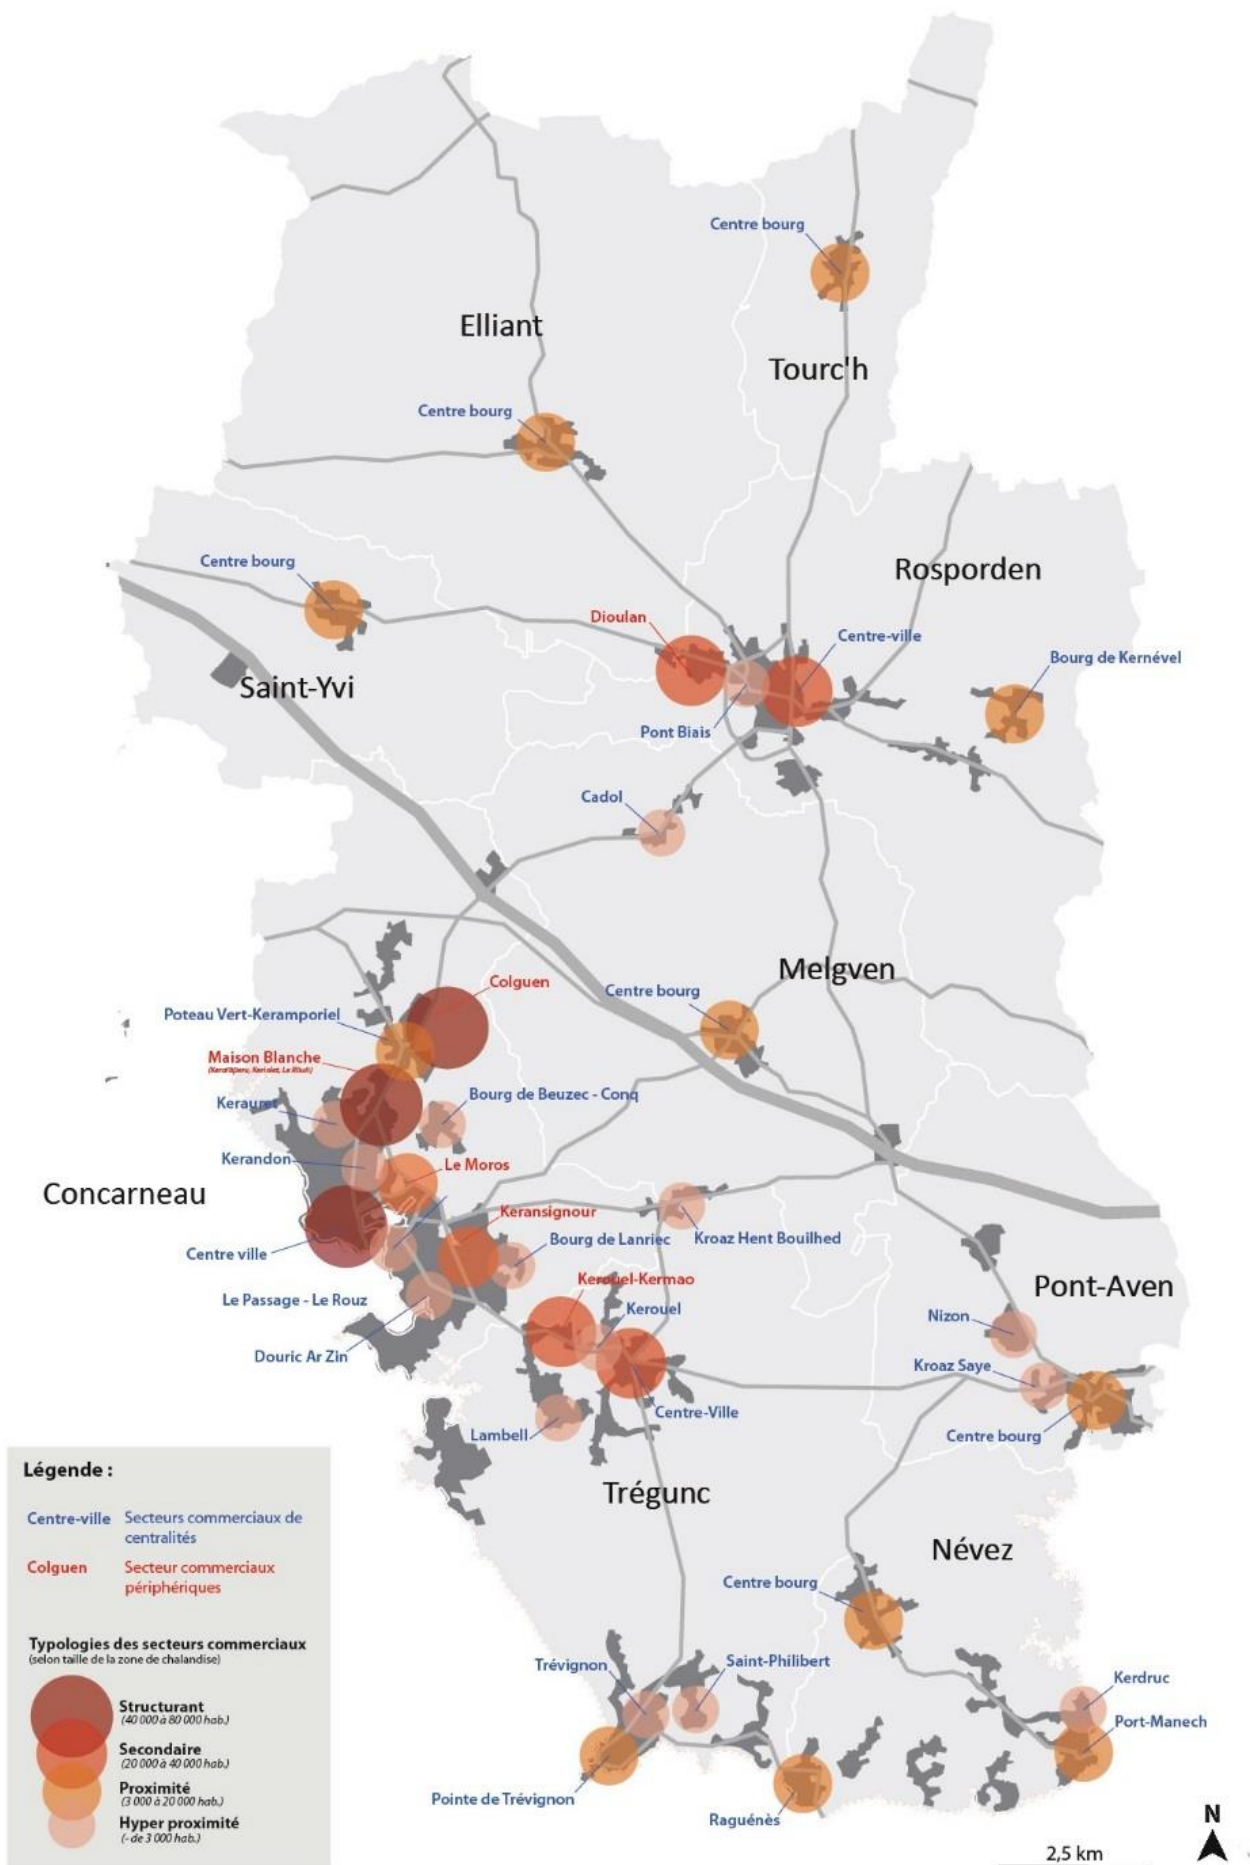 Centre bourg
Elliant
Tourc'h
Centre bourg
Centre bourg
Rosporden
Dioulan
Centre-ville
Bourg de Kernével
Saint-Yvi
Pont Biais
Cadol
Melgven
Colguen
Centre bourg
Poteau Vert-Keramporiel
Maison Blanche
Kerauret
Bourg de Beuzec - Conq
Kerandon
Le Moros
Concarneau
Keransignour
Centre ville
Bourg de Lanriec
Kroaz Hent Bouilhed
Kerouel-Kermao
Pont-Aven
Le Passage - Le Rouz
Kerouel
Nizon
Douric Ar Zin
Kroaz Saye
Centre-Ville
Lambell
Centre bourg
Trégunc
Névez
Centre bourg
Trévignon
Saint-Philibert
Kerdruc
Port-Manech
Pointe de Trévignon
Raguénès
N
2,5 km
Légende :
Centre-ville Secteurs commerciaux de
centralités
Colguen Secteur commerciaux
périphériques
Typologies des secteurs commerciaux
(selon taille de la zone de chalandise)
Structurant
(40 000 à 80 000 hab.)
Secondaire
(20 000 à 40 000 hab.)
Proximité
(3 000 à 20 000 hab.)
Hyper proximité
(- de 3 000 hab.)